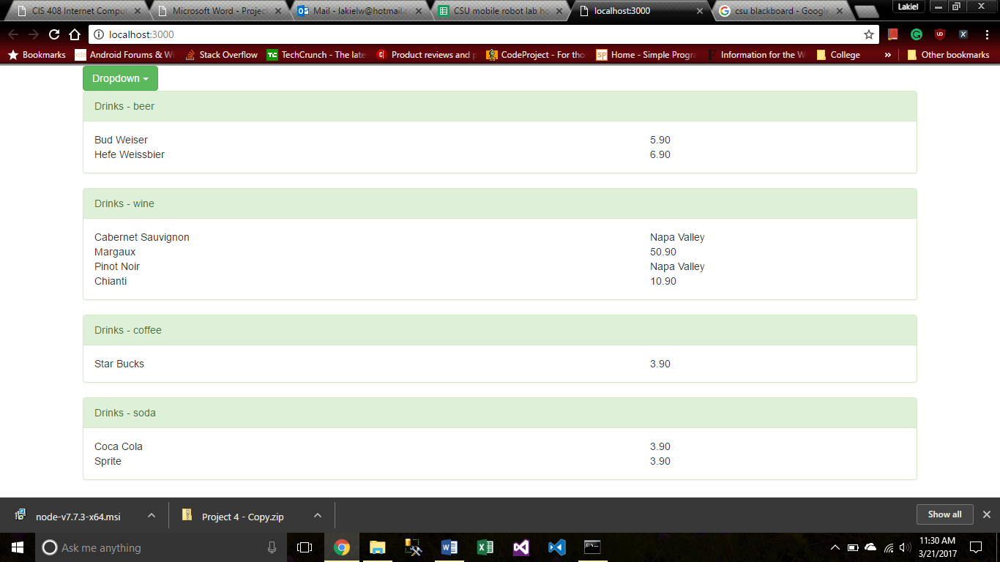 CIS 408 Internet Comput
Microsoft Word - Project
Mail - lakielw@hotmail.c
CSU mobile robot lab ho
localhost:3000
csu blackboard - Google
Lakiel
localhost:3000
Bookmarks
Android Forums & W
Stack Overflow
TechCrunch - The late
Product reviews and p
CodeProject - For tho
Home - Simple Progra
Information for the W
College
»
Other bookmarks
Dropdown
Drinks - beer
Bud Weiser 5.90
Hefe Weissbier 6.90
Drinks - wine
Cabernet Sauvignon Napa Valley
Margaux 50.90
Pinot Noir Napa Valley
Chianti 10.90
Drinks - coffee
Star Bucks 3.90
Drinks - soda
Coca Cola 3.90
Sprite 3.90
node-v7.7.3-x64.msi
Project 4 - Copy.zip
Show all
Ask me anything
11:30 AM
3/21/2017